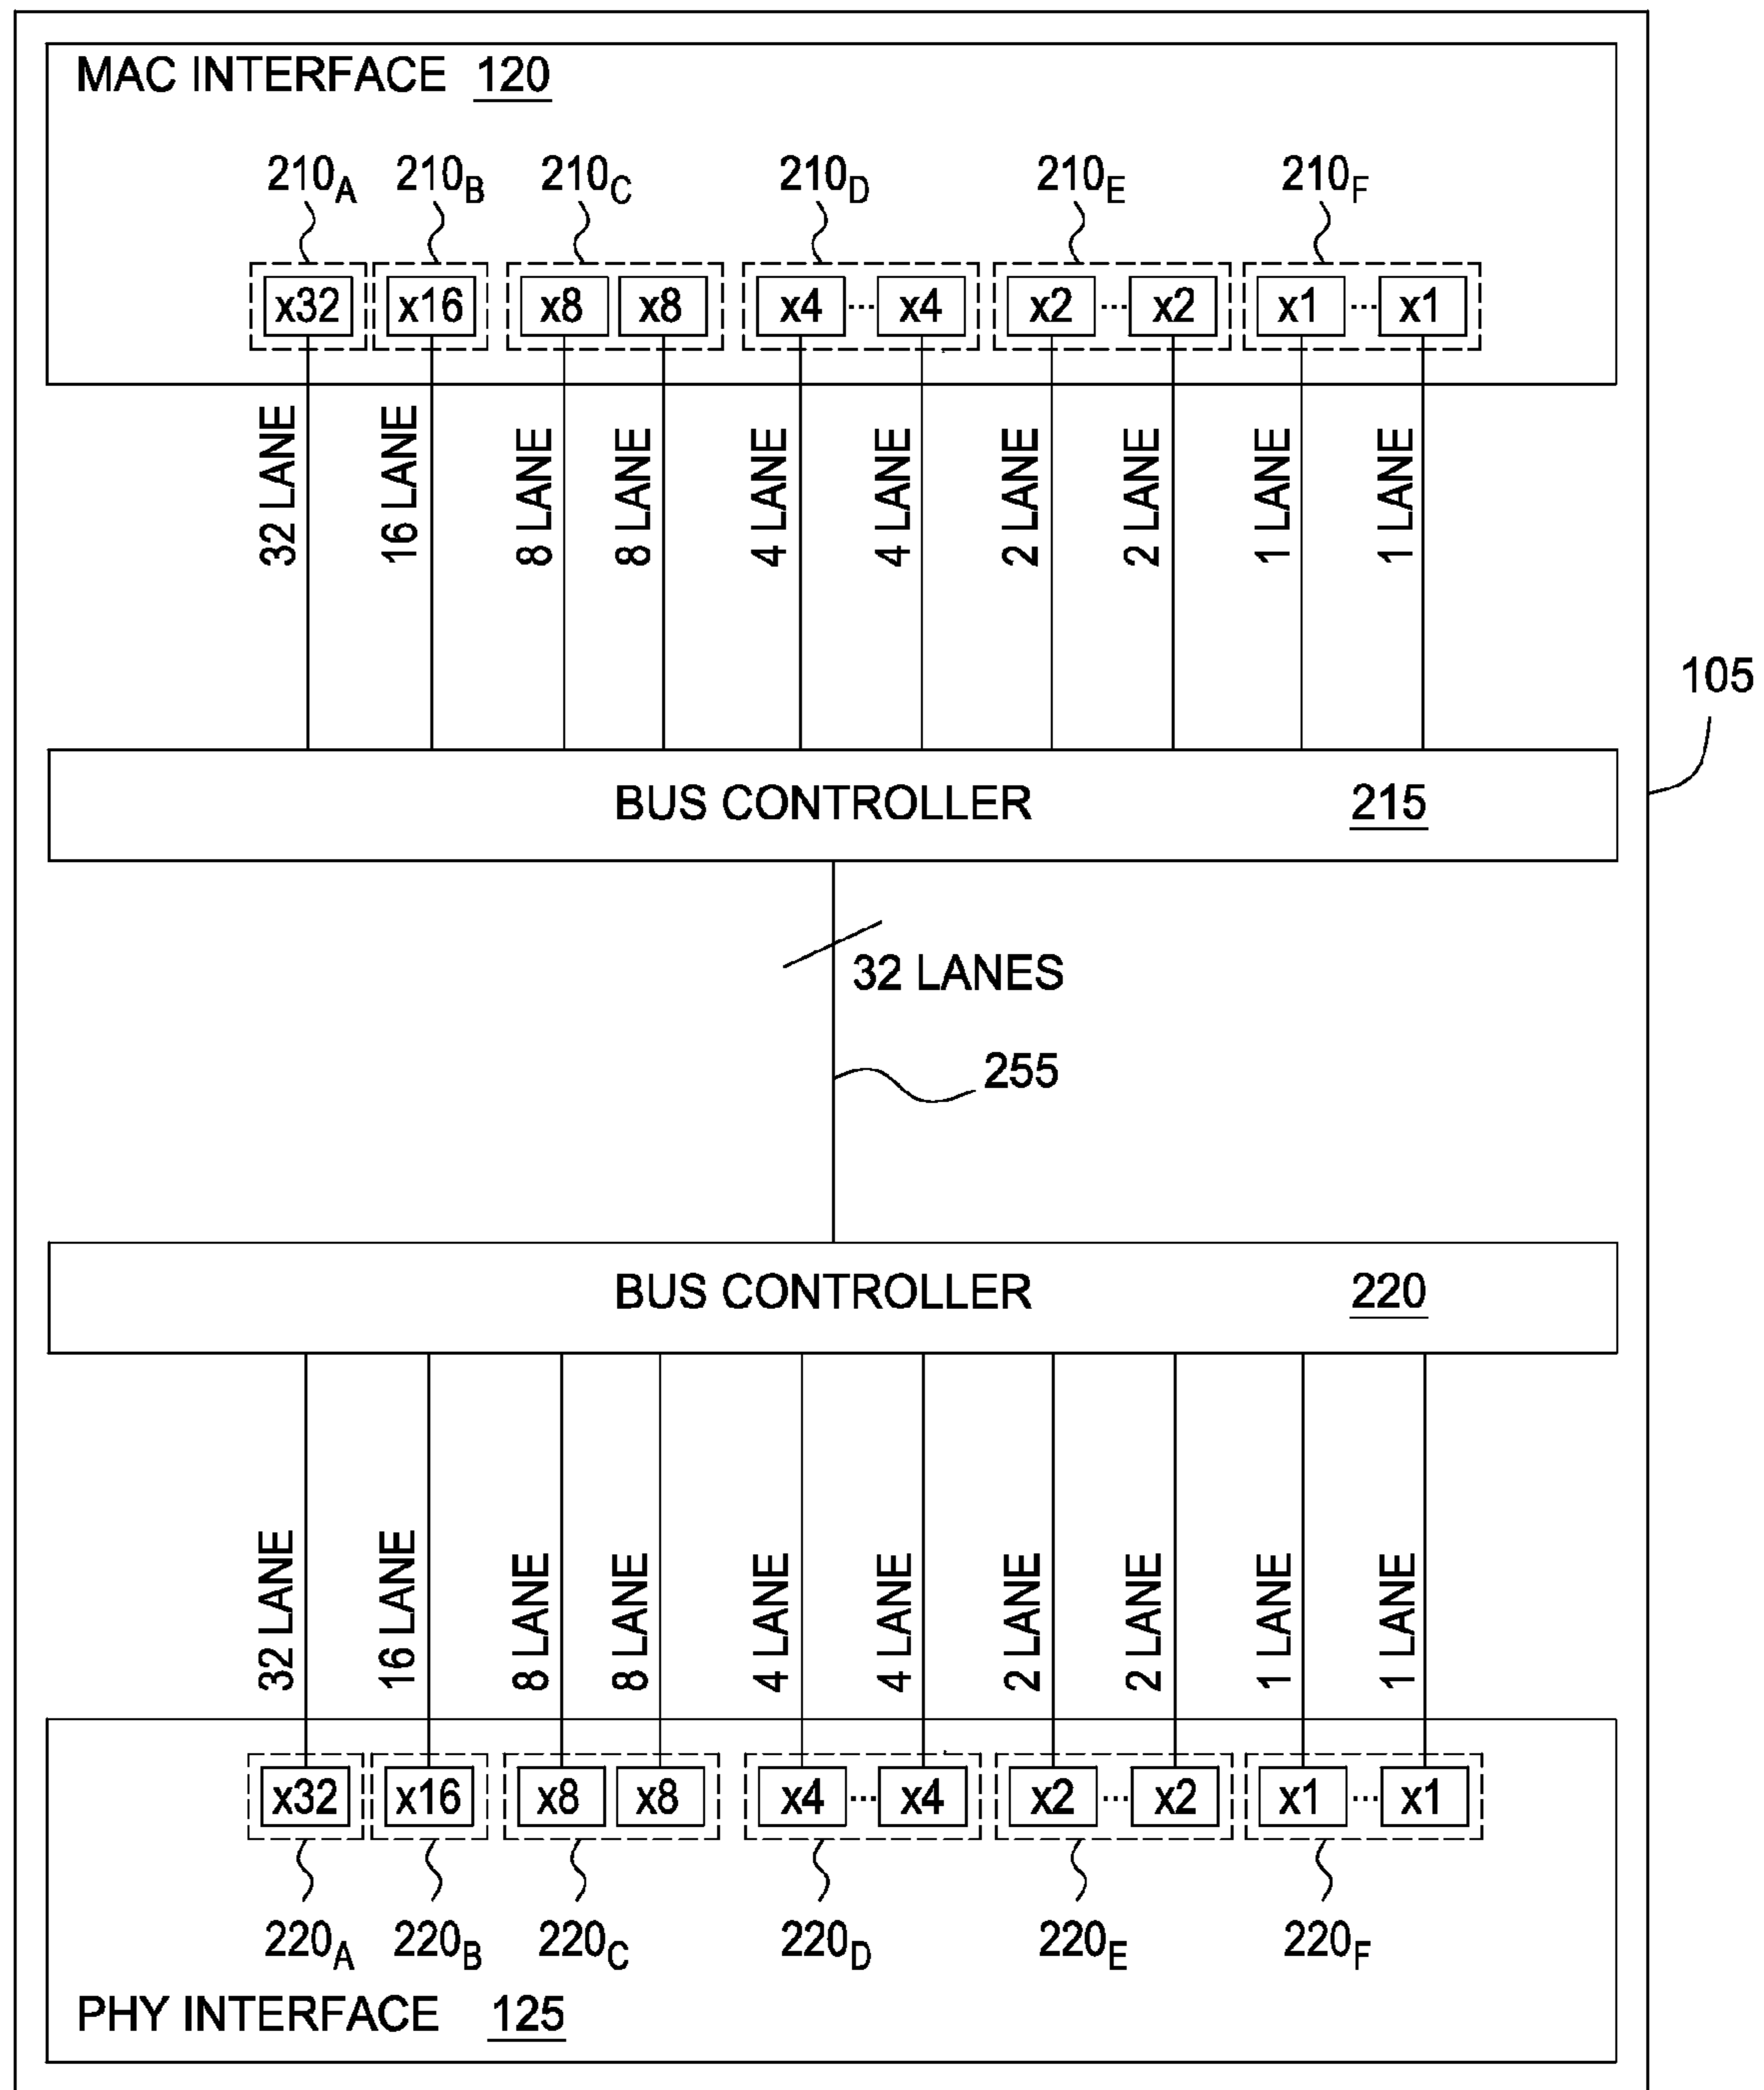 MAC INTERFACE 120
210A 210B 210C 210D 210E 210F
x32 x16 x8 x8 x4 ... x4 x2 ... x2 x1 ... x1
32 LANE
16 LANE
8 LANE
8 LANE
4 LANE
4 LANE
2 LANE
2 LANE
1 LANE
1 LANE
105
BUS CONTROLLER 215
32 LANES
255
BUS CONTROLLER 220
32 LANE
16 LANE
8 LANE
8 LANE
4 LANE
4 LANE
2 LANE
2 LANE
1 LANE
1 LANE
x32 x16 x8 x8 x4 ... x4 x2 ... x2 x1 ... x1
220A 220B 220C 220D 220E 220F
PHY INTERFACE 125